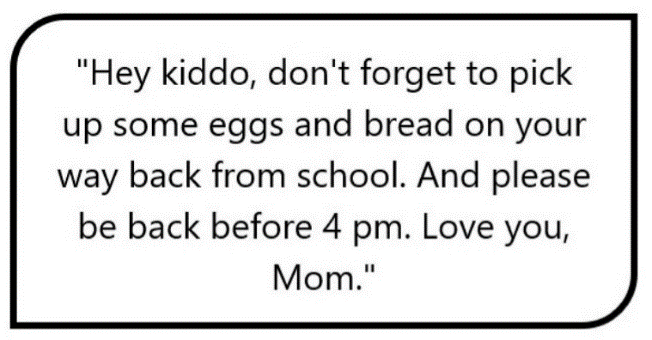 "Hey kiddo, don't forget to pick
up some eggs and bread on your
way back from school. And please
be back before 4 pm. Love you,
Mom."